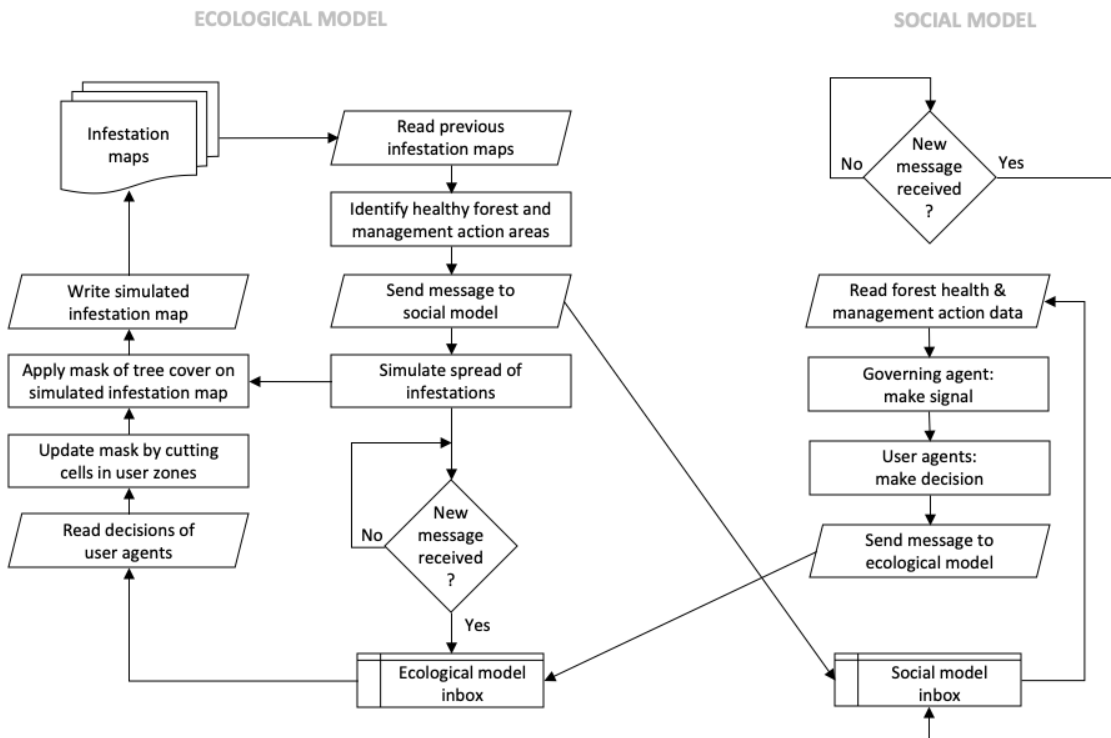 ECOLOGICAL MODEL
SOCIAL MODEL
Infestation
maps
Read previous
infestation maps
Identify healthy forest and
management action areas
Send message to
social model
Simulate spread of
infestations
New
message
received
?
No
Yes
Ecological model
inbox
Read decisions of
user agents
Update mask by cutting
cells in user zones
Apply mask of tree cover on
simulated infestation map
Write simulated
infestation map
New
message
received
?
No
Yes
Read forest health &
management action data
Governing agent:
make signal
User agents:
make decision
Send message to
ecological model
Social model
inbox